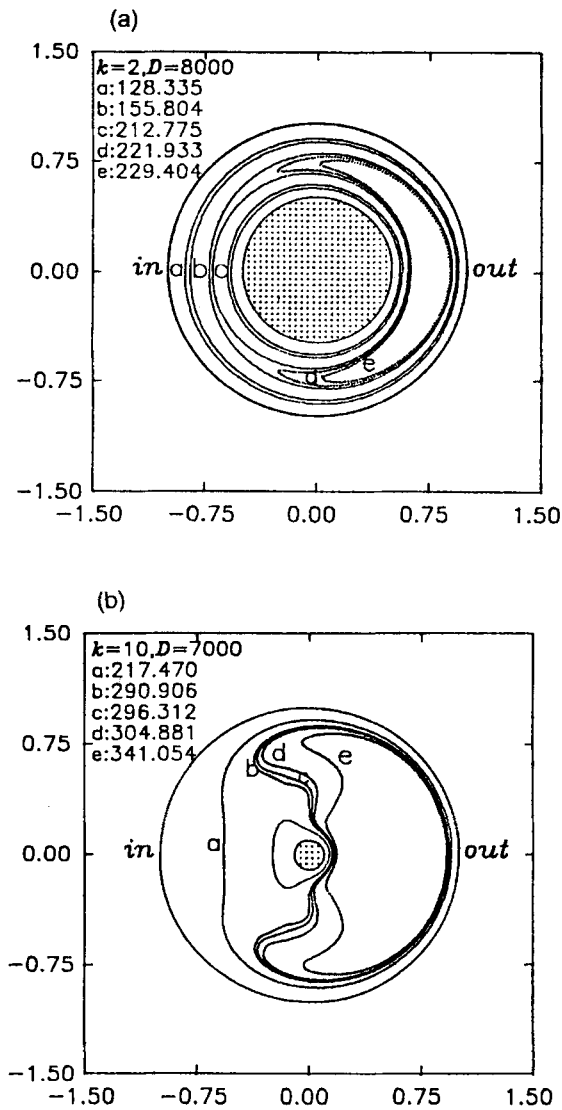 (a)
1.50
k=2,D=8000
a:128.335
b:155.804
c:212.775
d:221.933
e:229.404
0.75
0.00
in a b c out
d e
-0.75
-1.50
-1.50 -0.75 0.00 0.75 1.50
(b)
1.50
k=10,D=7000
a:217.470
b:290.906
c:296.312
d:304.881
e:341.054
0.75
d e
b c
in a out
0.00
-0.75
-1.50
-1.50 -0.75 0.00 0.75 1.50